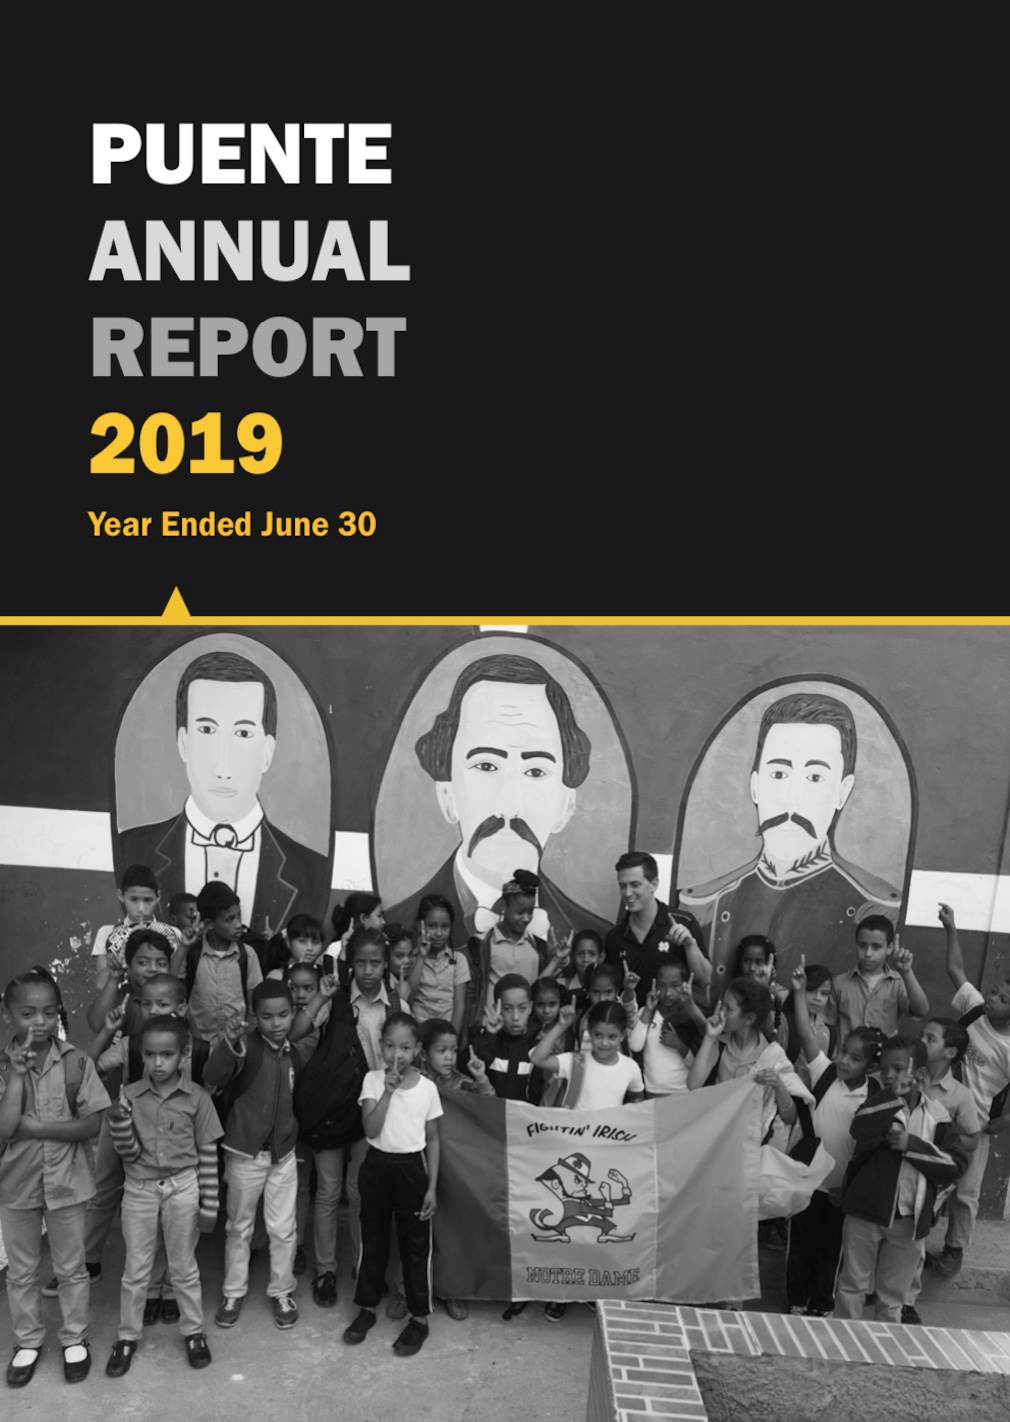 PUENTE
ANNUAL
REPORT
2019
Year Ended June 30
FIGHTIN' IRISH
NOTRE DAME